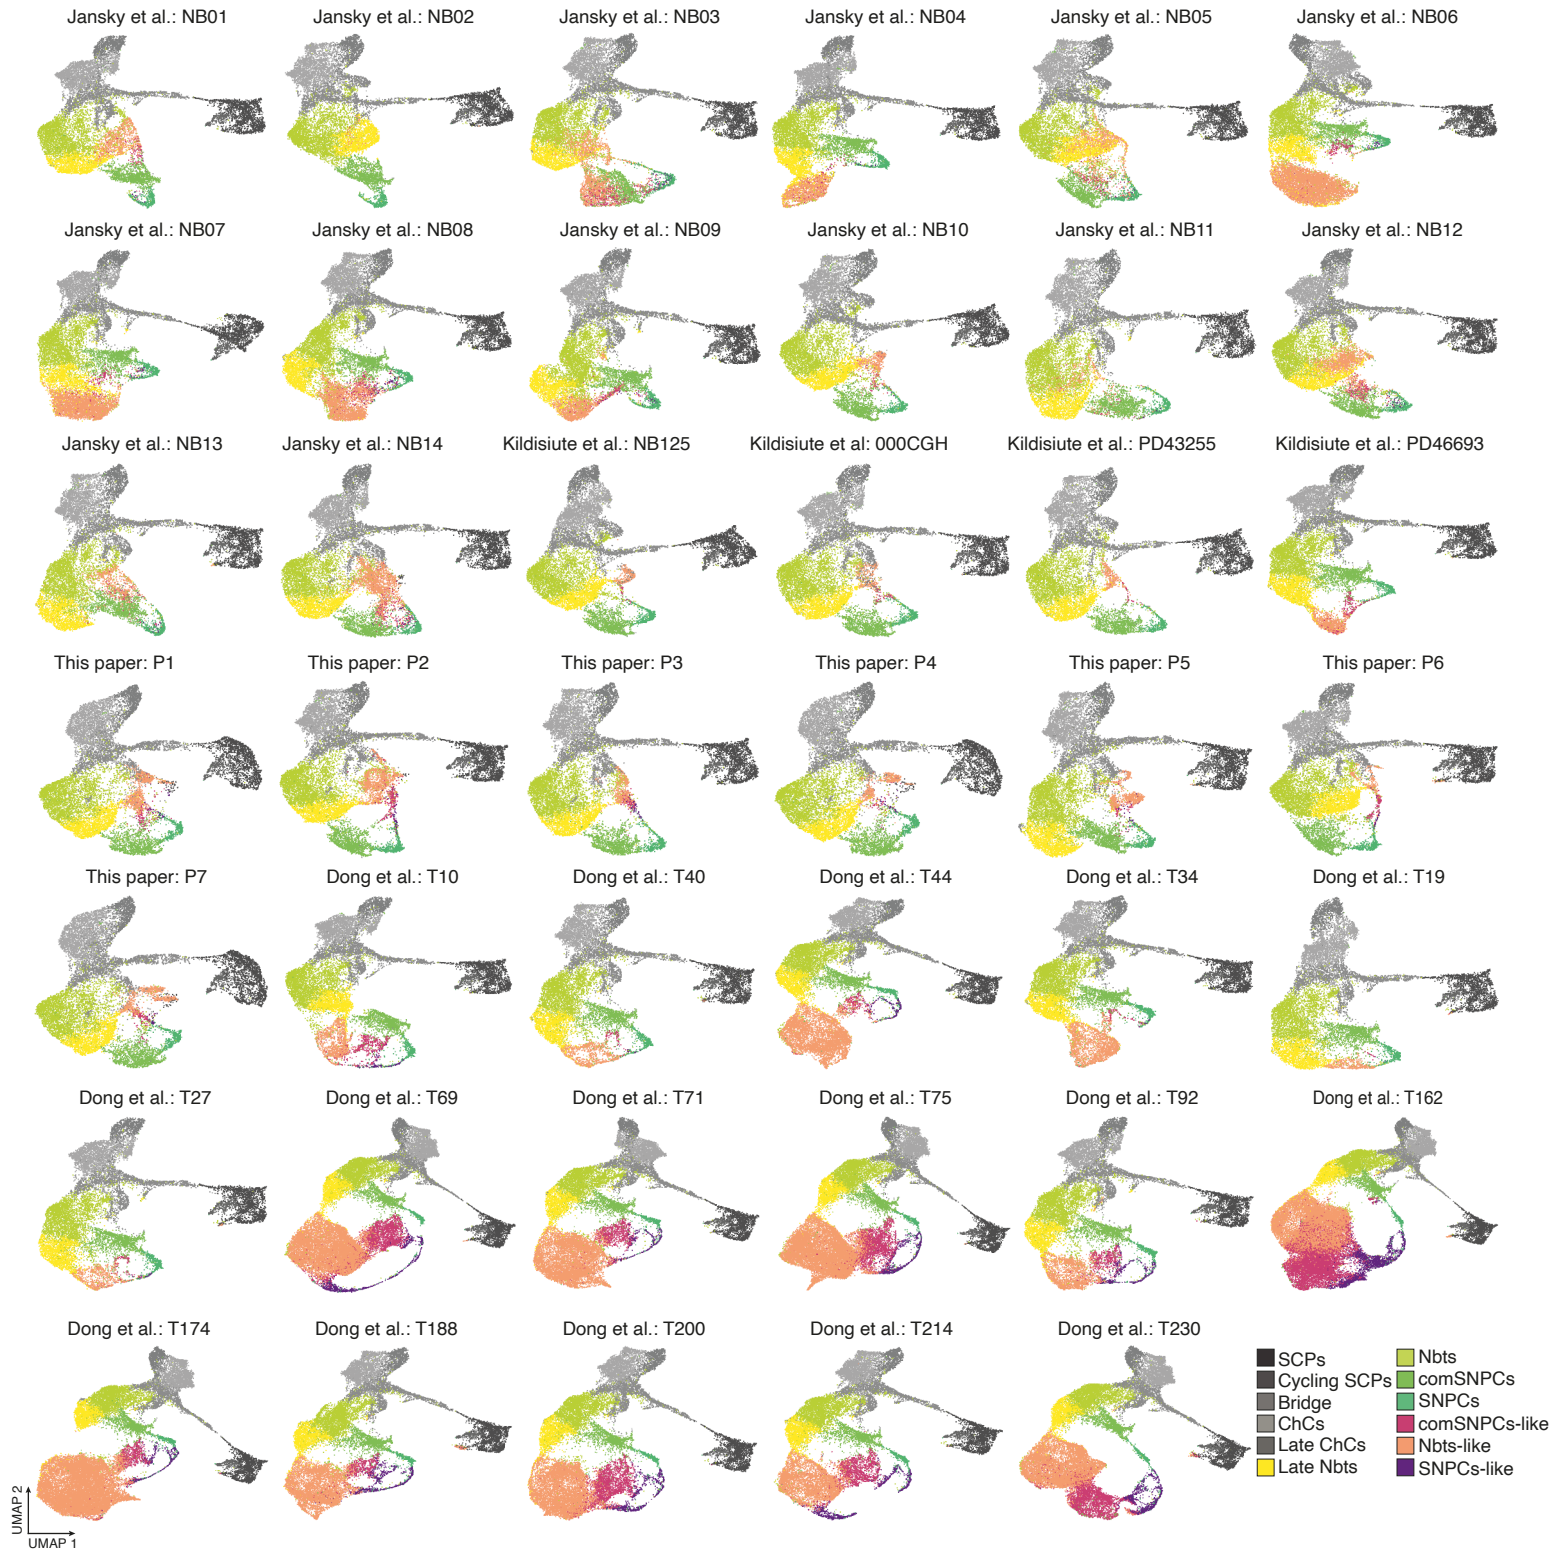 Jansky et al.: NB01
Jansky et al.: NB02
Jansky et al.: NB03
Jansky et al.: NB04
Jansky et al.: NB05
Jansky et al.: NB06
Jansky et al.: NB07
Jansky et al.: NB08
Jansky et al.: NB09
Jansky et al.: NB10
Jansky et al.: NB11
Jansky et al.: NB12
Jansky et al.: NB13
Jansky et al.: NB14
Kildisiute et al.: NB125
Kildisiute et al: 000CGH
Kildisiute et al.: PD43255
Kildisiute et al.: PD46693
This paper: P1
This paper: P2
This paper: P3
This paper: P4
This paper: P5
This paper: P6
This paper: P7
Dong et al.: T10
Dong et al.: T40
Dong et al.: T44
Dong et al.: T34
Dong et al.: T19
Dong et al.: T27
Dong et al.: T69
Dong et al.: T71
Dong et al.: T75
Dong et al.: T92
Dong et al.: T162
Dong et al.: T174
Dong et al.: T188
Dong et al.: T200
Dong et al.: T214
Dong et al.: T230
SCPs
Cycling SCPs
Bridge
ChCs
Late ChCs
Late Nbts
Nbts
comSNPCs
SNPCs
comSNPCs-like
Nbts-like
SNPCs-like
UMAP 2
UMAP 1